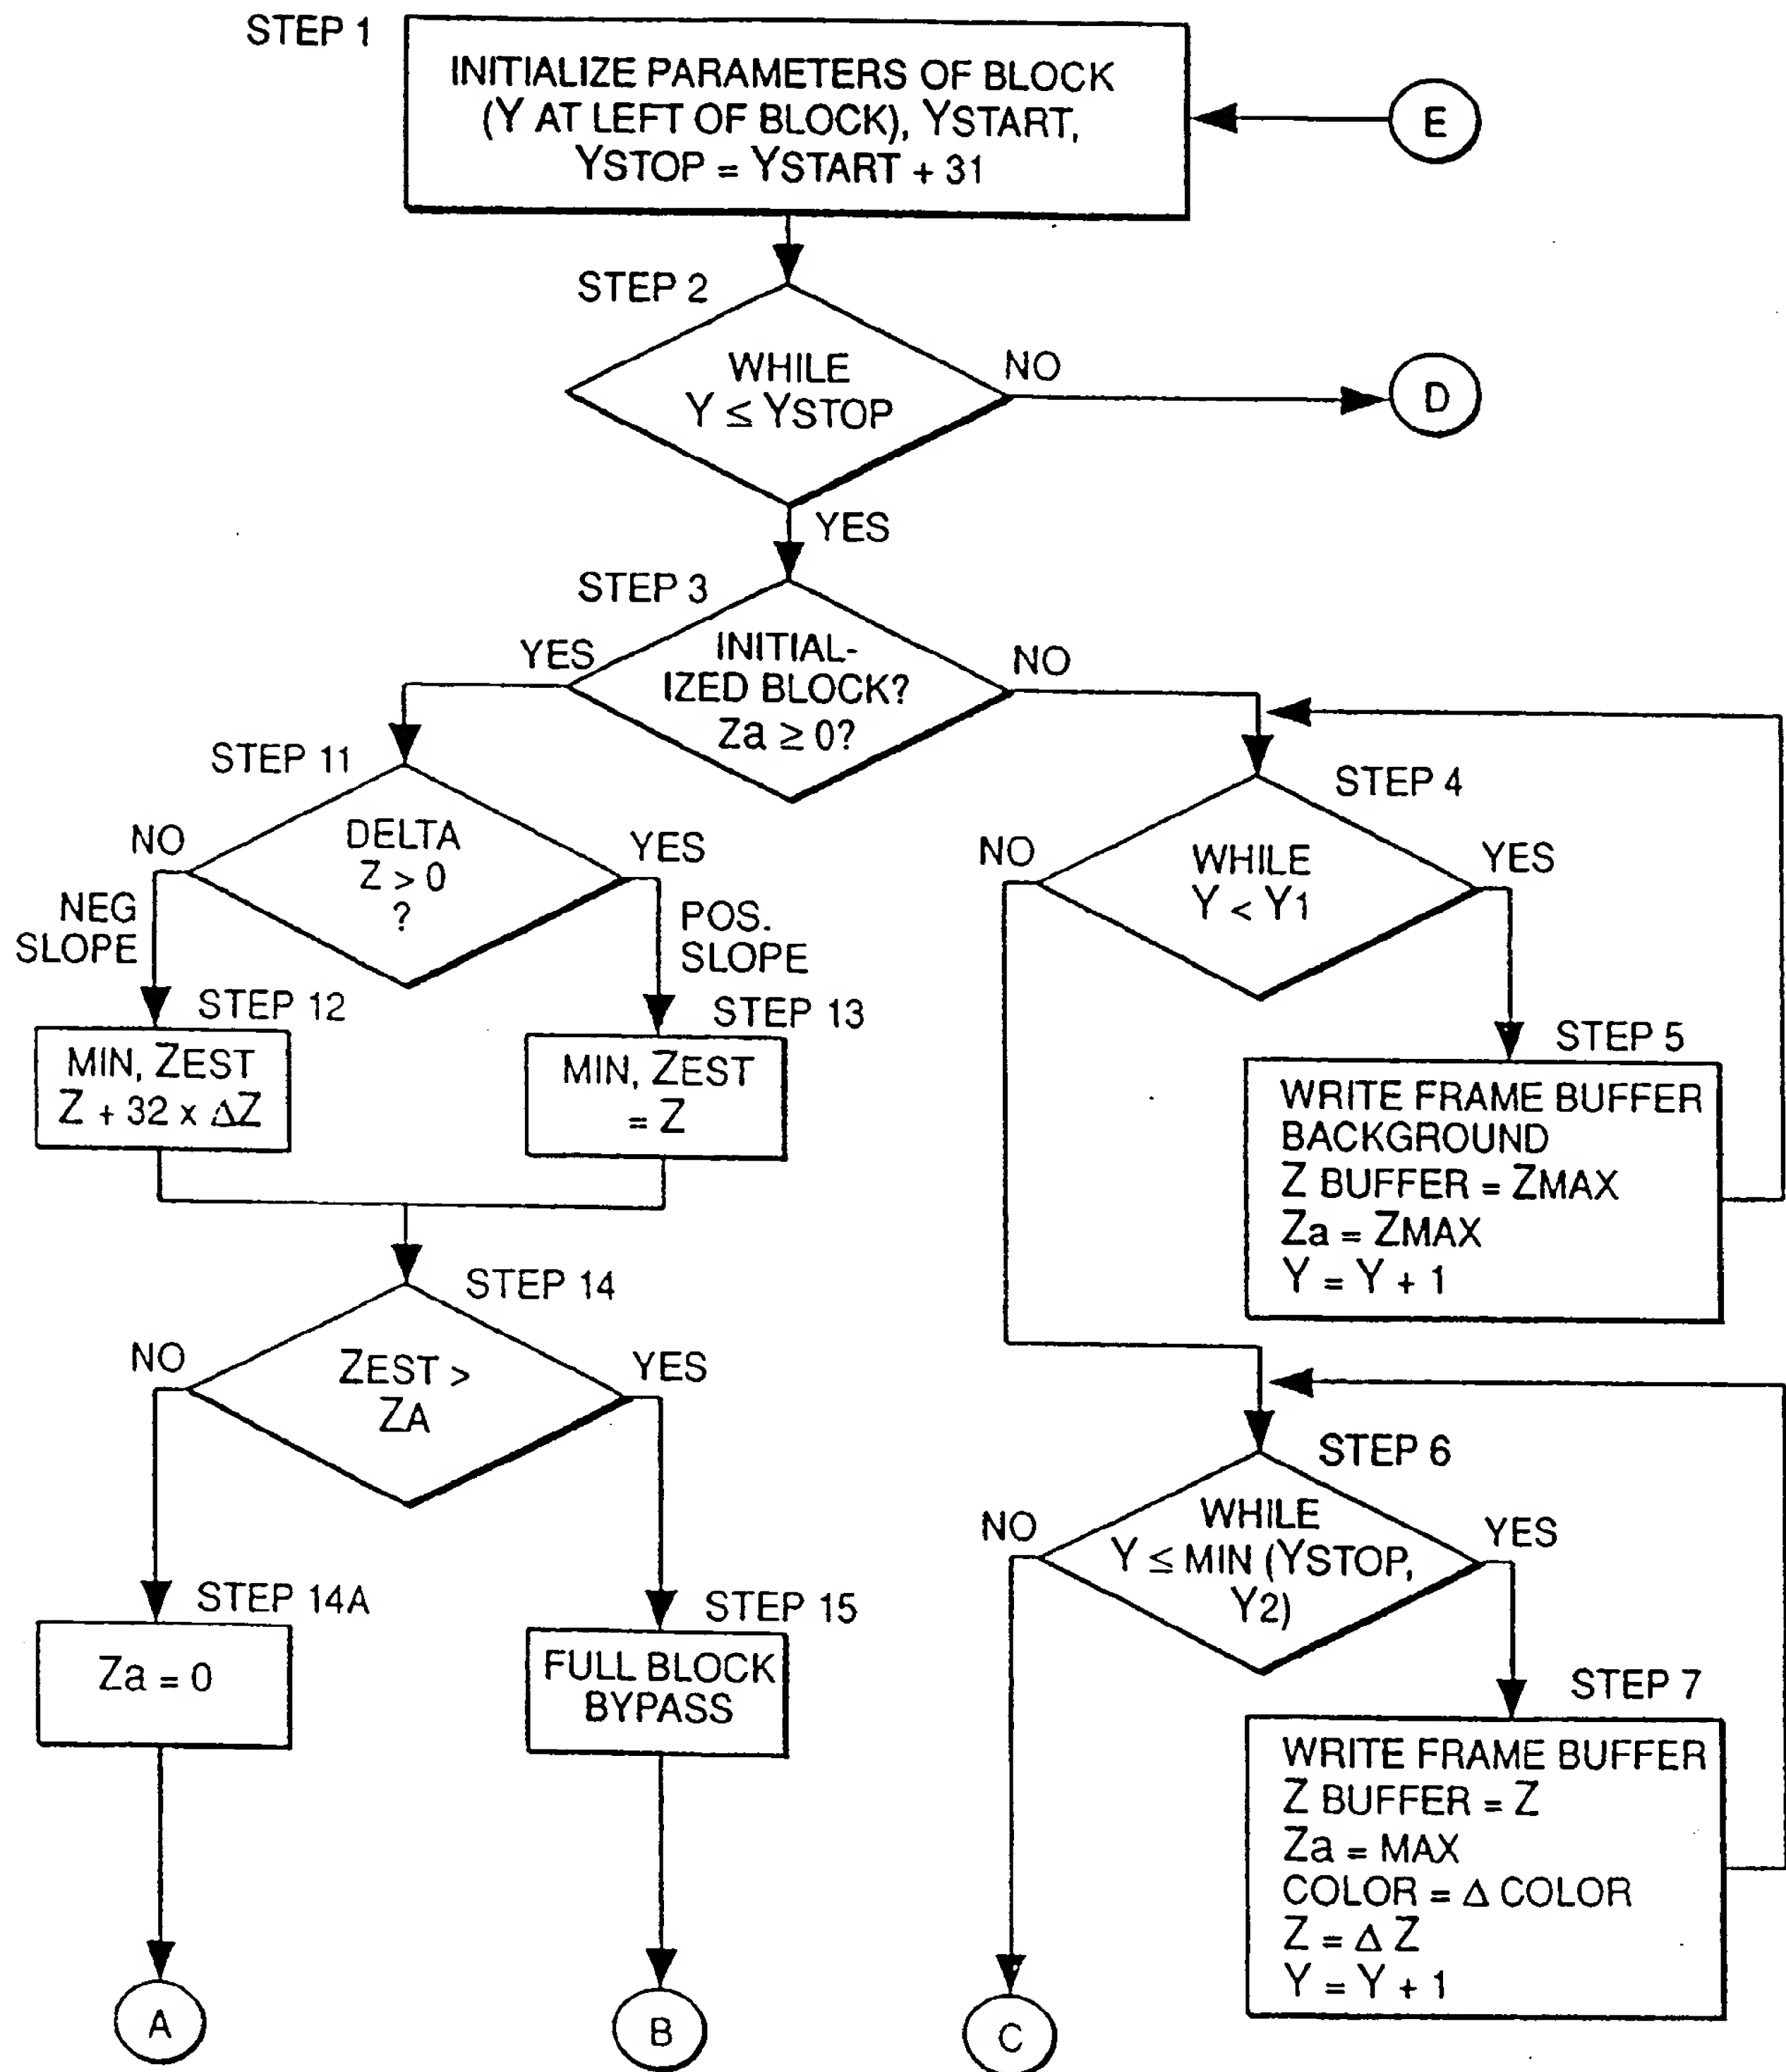 STEP 1
INITIALIZE PARAMETERS OF BLOCK
(Y AT LEFT OF BLOCK), YSTART,
YSTOP = YSTART + 31
E
STEP 2
WHILE
Y ≤ YSTOP
NO
D
YES
STEP 3
INITIAL-
IZED BLOCK?
Za ≥ 0?
YES
NO
STEP 11
DELTA
Z > 0
?
NO
NEG
SLOPE
YES
POS.
SLOPE
STEP 4
WHILE
Y < Y1
NO
YES
STEP 12
MIN, ZEST
Z + 32 x ΔZ
STEP 13
MIN, ZEST
= Z
STEP 5
WRITE FRAME BUFFER
BACKGROUND
Z BUFFER = ZMAX
Za = ZMAX
Y = Y + 1
STEP 14
ZEST >
ZA
NO
YES
STEP 6
WHILE
Y ≤ MIN (YSTOP,
Y2)
NO
YES
STEP 14A
Za = 0
STEP 15
FULL BLOCK
BYPASS
STEP 7
WRITE FRAME BUFFER
Z BUFFER = Z
Za = MAX
COLOR = Δ COLOR
Z = Δ Z
Y = Y + 1
A
B
C